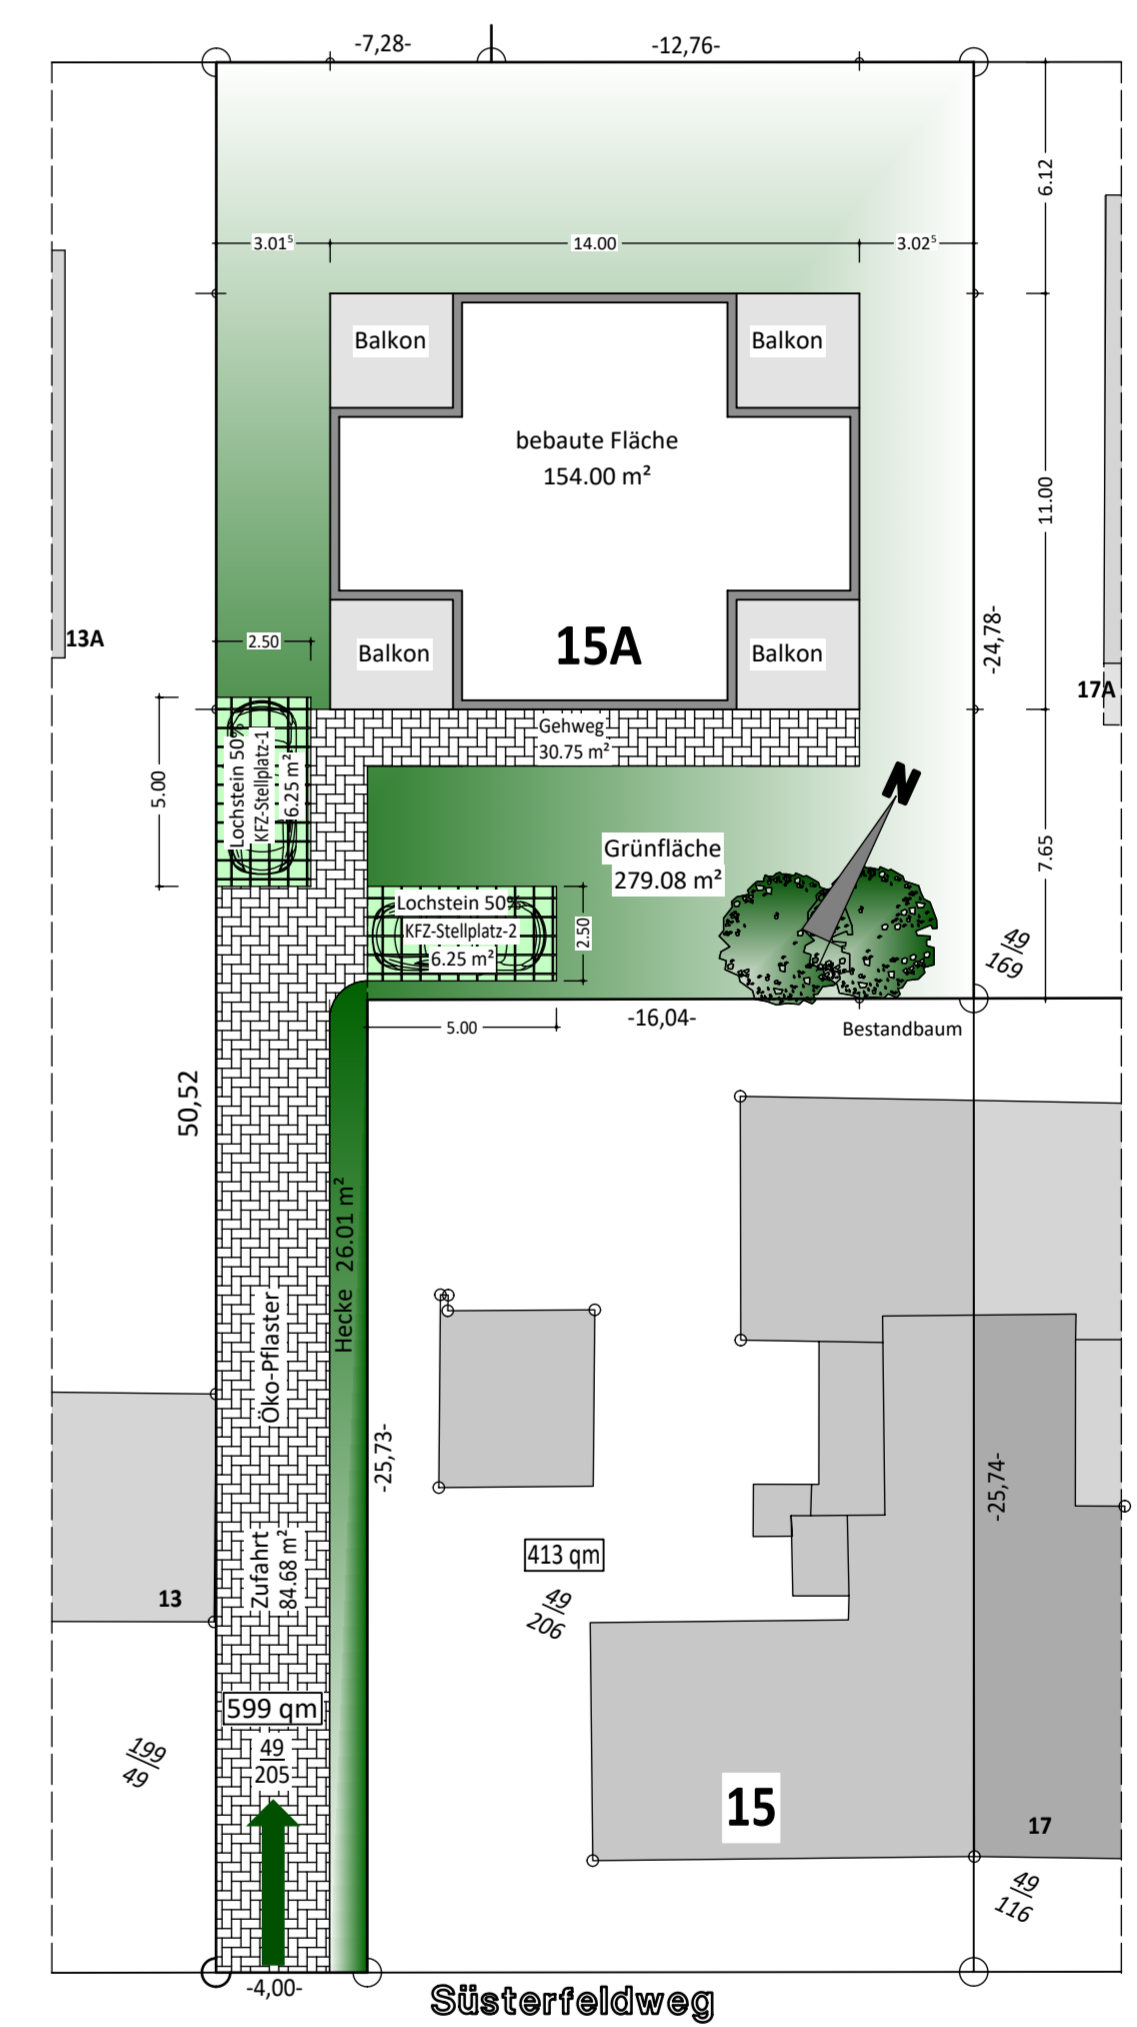 -7,28-
-12,76-
6.12
3.01⁵
14.00
3.02⁵
Balkon
Balkon
bebaute Fläche
154.00 m²
11.00
13A
2.50
Balkon
15A
Balkon
-24,78-
17A
5.00
Lochstein 50%
KFZ-Stellplatz-1
6.25 m²
Gehweg
30.75 m²
N
Grünfläche
279.08 m²
7.65
Lochstein 50%
KFZ-Stellplatz-2
6.25 m²
2.50
49
169
5.00
-16,04-
Bestandbaum
50,52
Hecke 26.01 m²
Öko-Pflaster
-25,73-
-25,74-
Zufahrt
84.68 m²
413 qm
49
206
13
599 qm
49
205
199
49
15
17
49
116
-4,00-
Süsterfeldweg